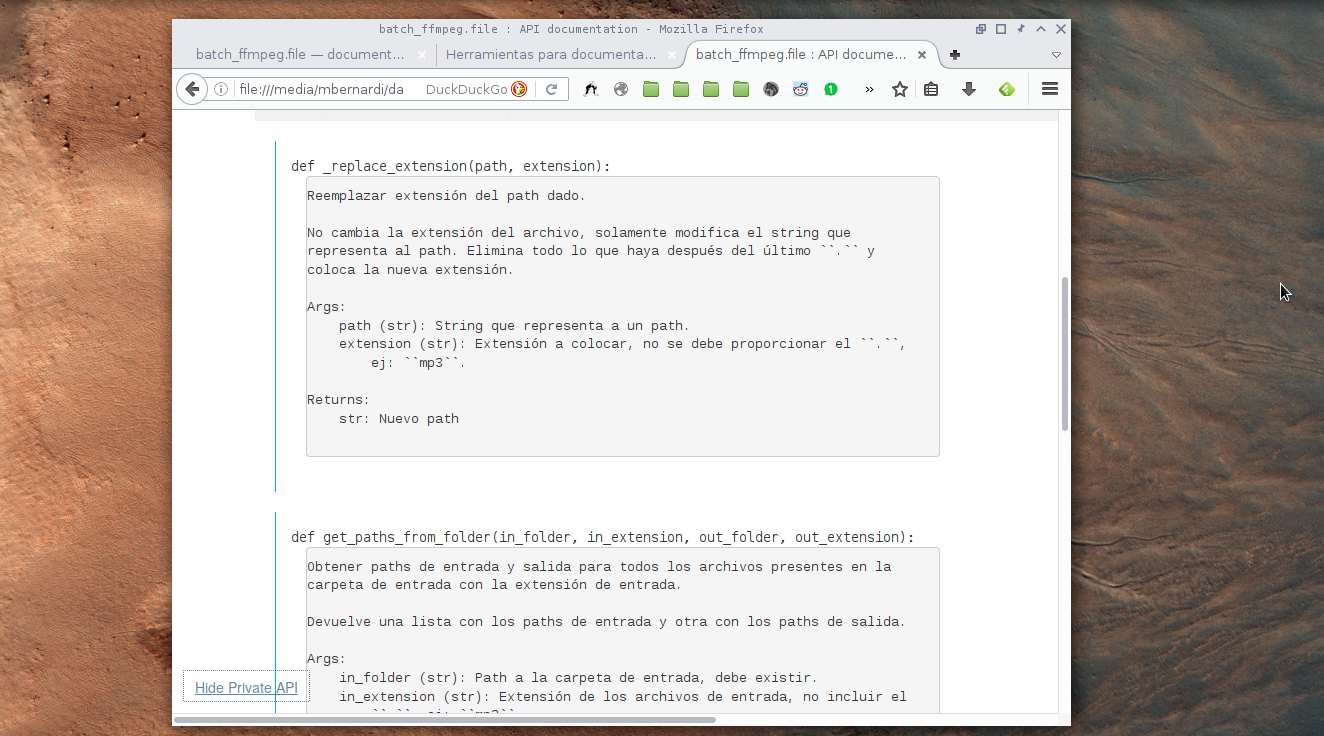 batch_ffmpeg.file : API documentation - Mozilla Firefox
batch_ffmpeg.file — document...
Herramientas para documenta...
batch_ffmpeg.file : API docume...
file:///media/mbernardi/da
DuckDuckGo
1
def _replace_extension(path, extension):
Reemplazar extensión del path dado.
No cambia la extensión del archivo, solamente modifica el string que
representa al path. Elimina todo lo que haya después del último ``.`` y
coloca la nueva extensión.
Args:
path (str): String que representa a un path.
extension (str): Extensión a colocar, no se debe proporcionar el ``.``,
ej: ``mp3``.
Returns:
str: Nuevo path
def get_paths_from_folder(in_folder, in_extension, out_folder, out_extension):
Obtener paths de entrada y salida para todos los archivos presentes en la
carpeta de entrada con la extensión de entrada.
Devuelve una lista con los paths de entrada y otra con los paths de salida.
Args:
in_folder (str): Path a la carpeta de entrada, debe existir.
in_extension (str): Extensión de los archivos de entrada, no incluir el
Hide Private API